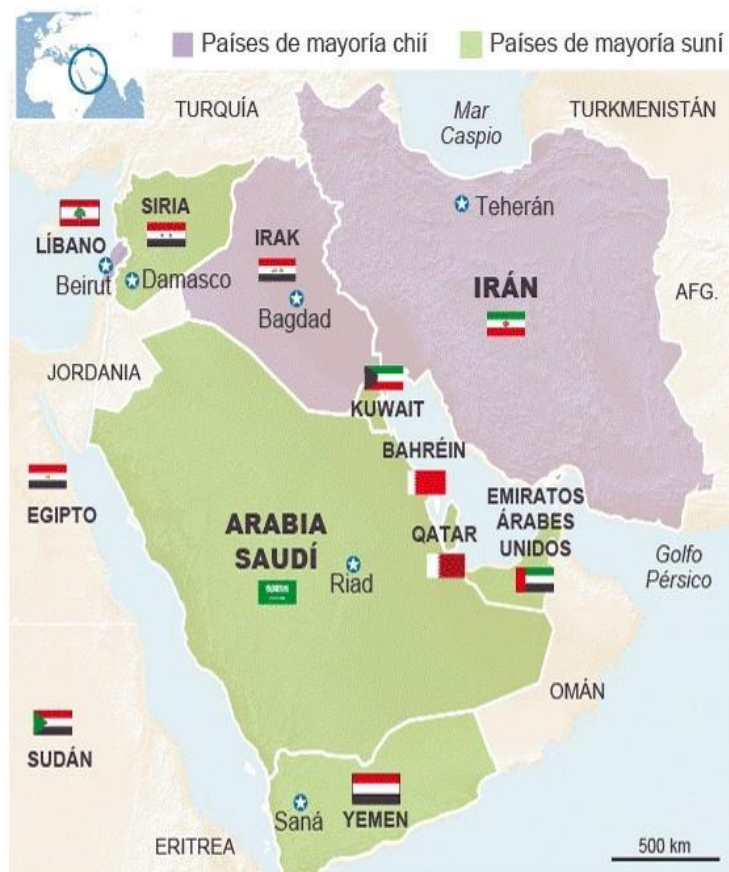 Países de mayoría chií
Países de mayoría suní
TURQUÍA
Mar
Caspio
TURKMENISTÁN
SIRIA
LÍBANO
Beirut
Damasco
IRAK
Bagdad
Teherán
IRÁN
AFG.
JORDANIA
KUWAIT
BAHRÉIN
EGIPTO
ARABIA
SAUDÍ
Riad
QATAR
EMIRATOS
ÁRABES
UNIDOS
Golfo
Pérsico
OMÁN
SUDÁN
Saná
YEMEN
ERITREA
500 km